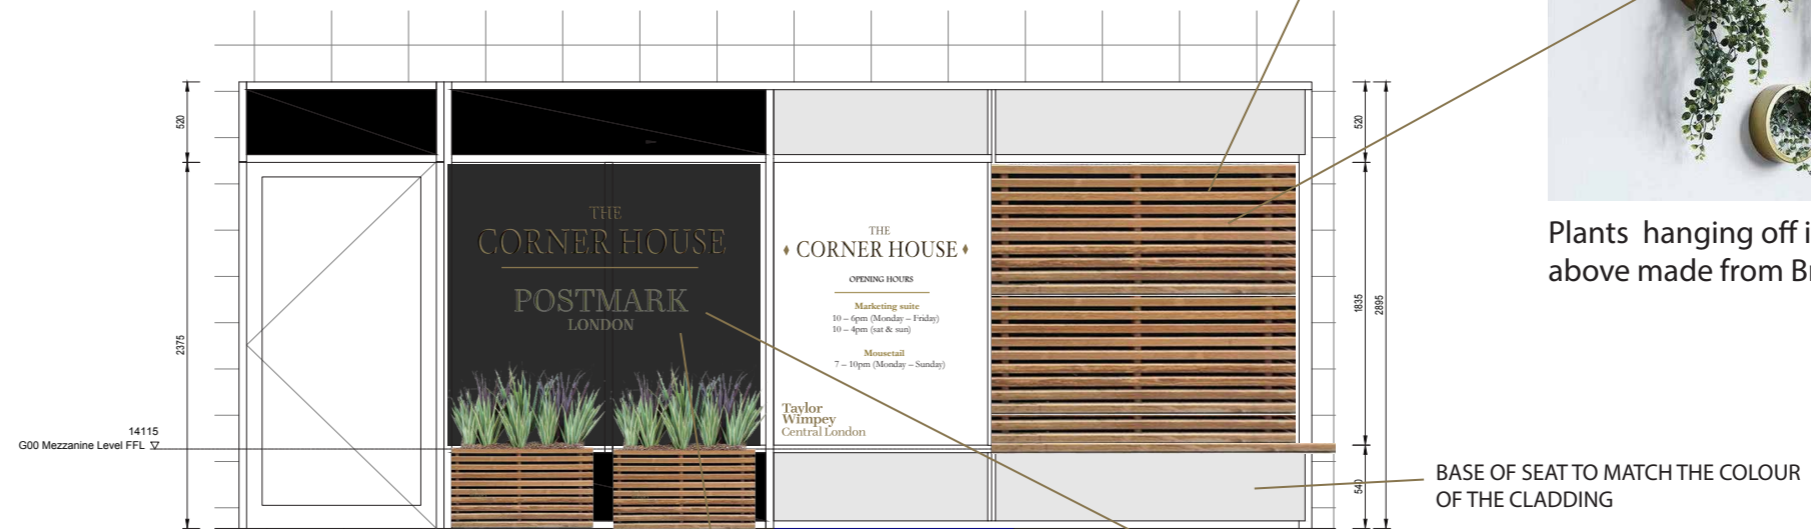 520
2375
14115
G00 Mezzanine Level FFL
THE
CORNER HOUSE
POSTMARK
LONDON
THE
CORNER HOUSE
OPENING HOURS
Marketing suite
10 – 6pm (Monday – Friday)
10 – 4pm (sat & sun)
Mousetail
7 – 10pm (Monday – Sunday)
Taylor
Wimpey
Central London
520
1835
2895
540
Plants hanging off i
above made from B
BASE OF SEAT TO MATCH THE COLOUR
OF THE CLADDING